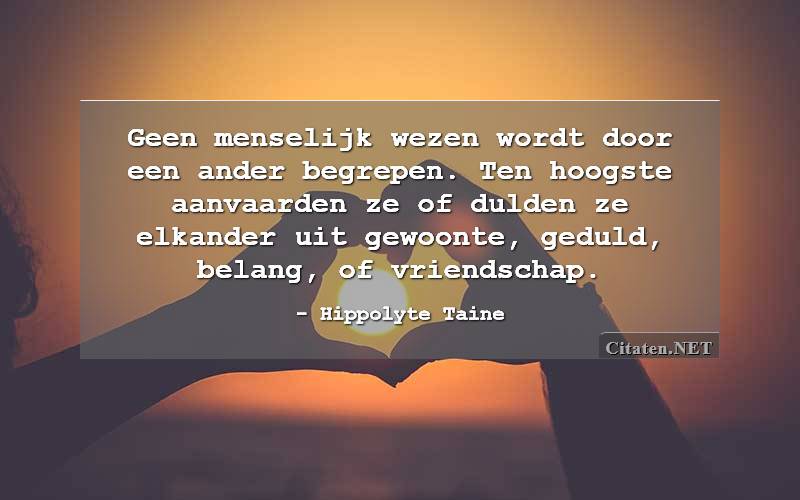 Geen menselijk wezen wordt door
een ander begrepen. Ten hoogste
aanvaarden ze of dulden ze
elkander uit gewoonte, geduld,
belang, of vriendschap.
- Hippolyte Taine
Citaten.NET